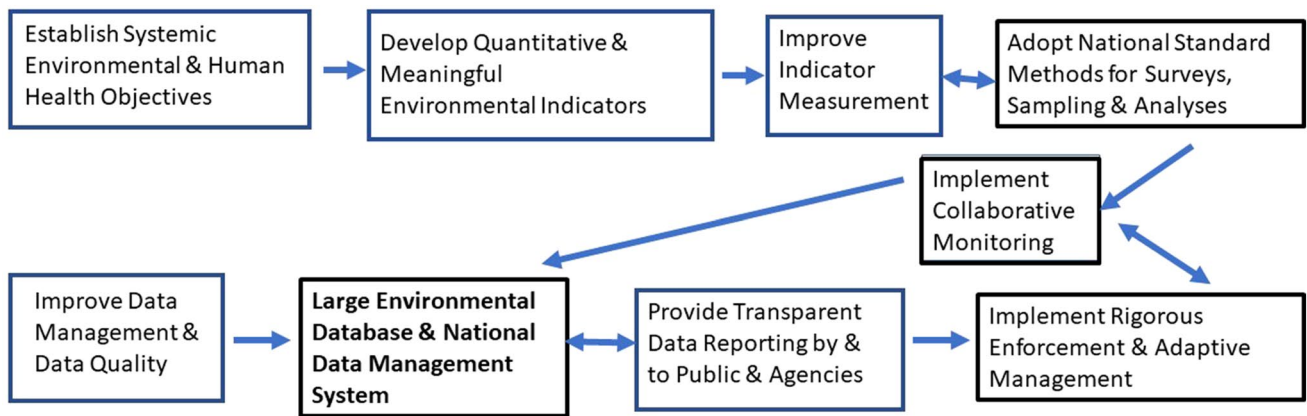 Establish Systemic
Environmental & Human
Health Objectives
Develop Quantitative &
Meaningful
Environmental Indicators
Improve
Indicator
Measurement
Adopt National Standard
Methods for Surveys,
Sampling & Analyses
Implement
Collaborative
Monitoring
Improve Data
Management &
Data Quality
Large Environmental
Database & National
Data Management
System
Provide Transparent
Data Reporting by &
to Public & Agencies
Implement Rigorous
Enforcement & Adaptive
Management